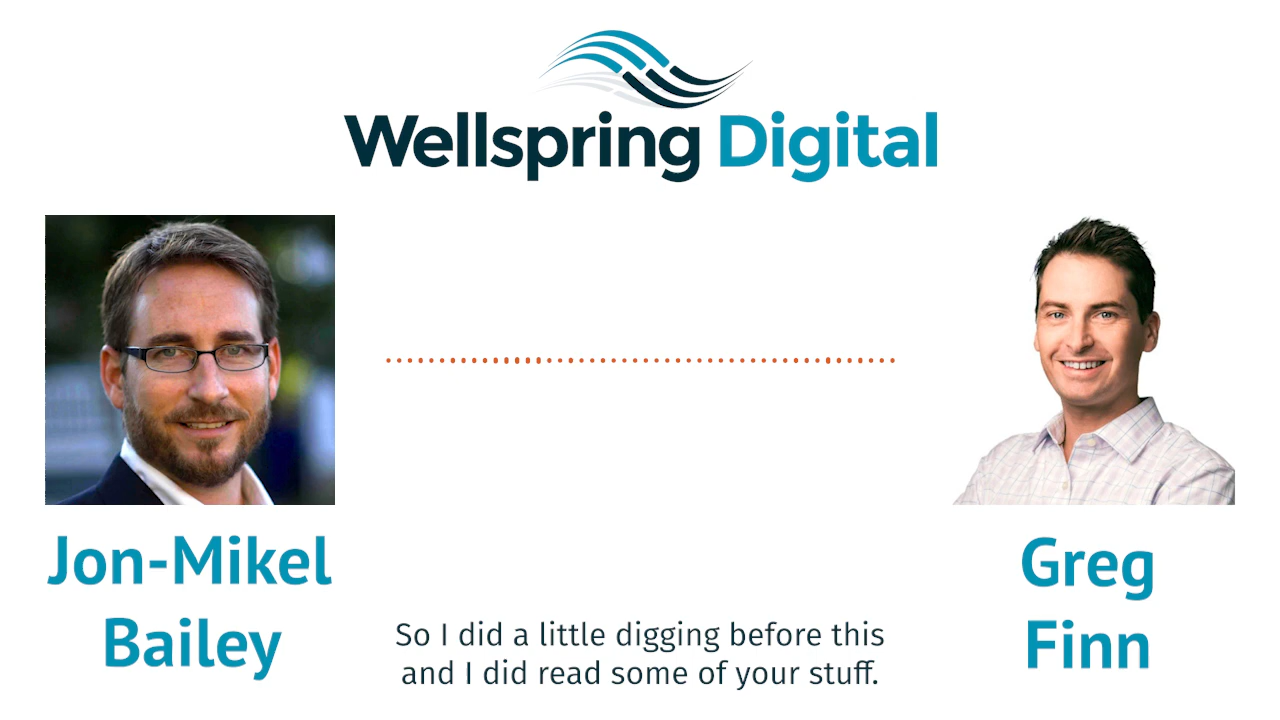 Wellspring Digital
Jon-Mikel
Bailey
Greg
Finn
So I did a little digging before this
and I did read some of your stuff.